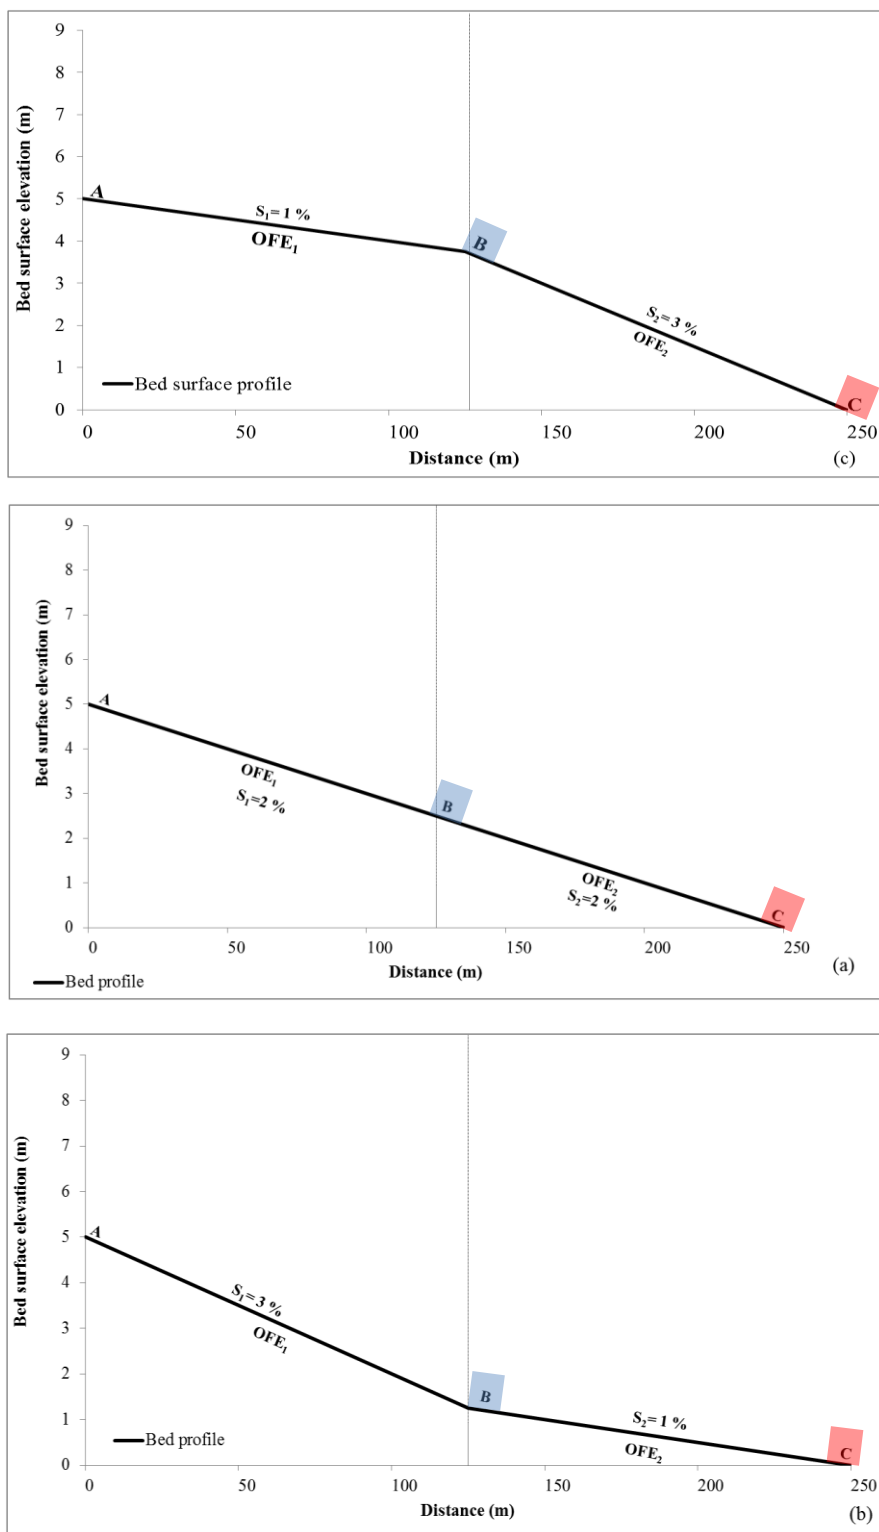 9
8
7
6
5
4
3
2
1
0
Bed surface elevation (m)
A
S1= 1 %
OFE1
B
S2= 3 %
OFE2
C
Bed surface profile
0 50 100 150 200 250
Distance (m)
(c)
9
8
7
6
5
4
3
2
1
0
Bed surface elevation (m)
A
OFE1
S1=2 %
B
OFE2
S2=2 %
C
0 50 100 150 200 250
Distance (m)
(a)
Bed profile
9
8
7
6
5
4
3
2
1
0
Bed surface elevation (m)
A
S1= 3 %
OFE1
B
S2= 1 %
OFE2
C
Bed profile
0 50 100 150 200 250
Distance (m)
(b)